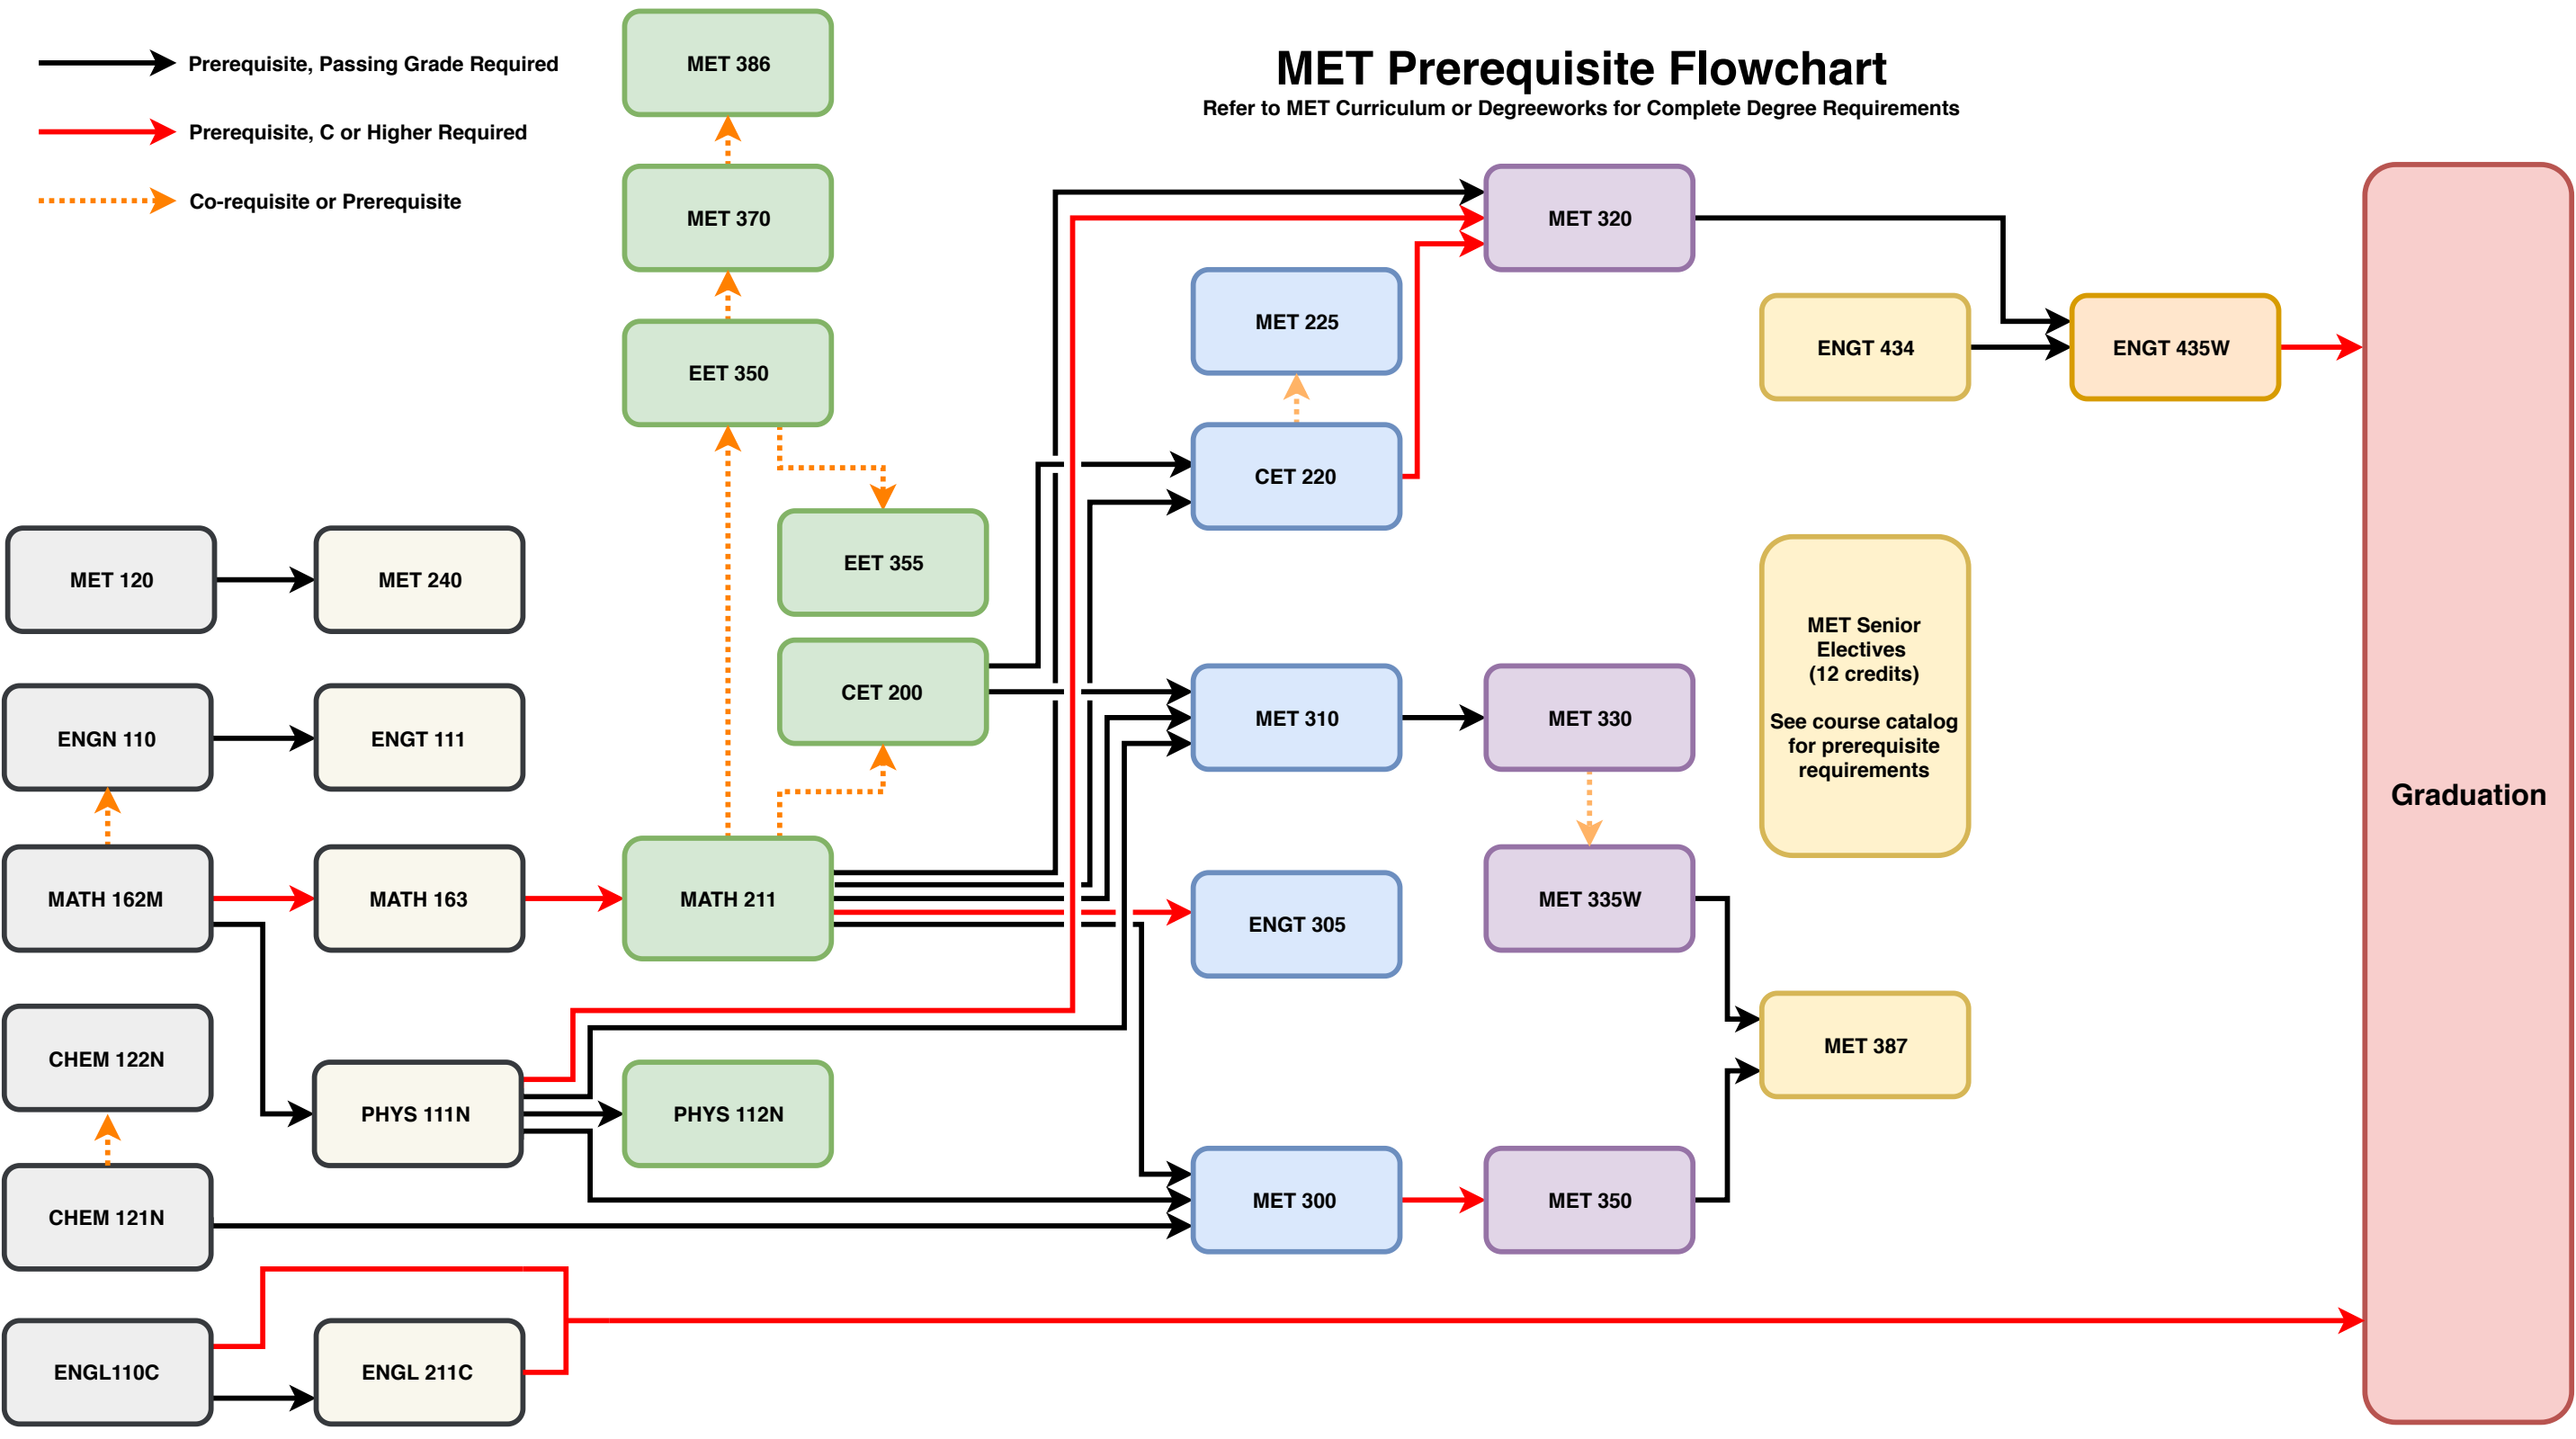 MET Prerequisite Flowchart
Refer to MET Curriculum or Degreeworks for Complete Degree Requirements
Prerequisite, Passing Grade Required
Prerequisite, C or Higher Required
Co-requisite or Prerequisite
MET 386
MET 370
EET 350
EET 355
CET 200
MET 120
MET 240
ENGN 110
ENGT 111
MATH 162M
MATH 163
MATH 211
CHEM 122N
PHYS 111N
PHYS 112N
CHEM 121N
ENGL110C
ENGL 211C
MET 320
MET 225
CET 220
MET 310
MET 330
ENGT 305
MET 335W
MET 300
MET 350
ENGT 434
ENGT 435W
MET Senior
Electives
(12 credits)
See course catalog
for prerequisite
requirements
MET 387
Graduation